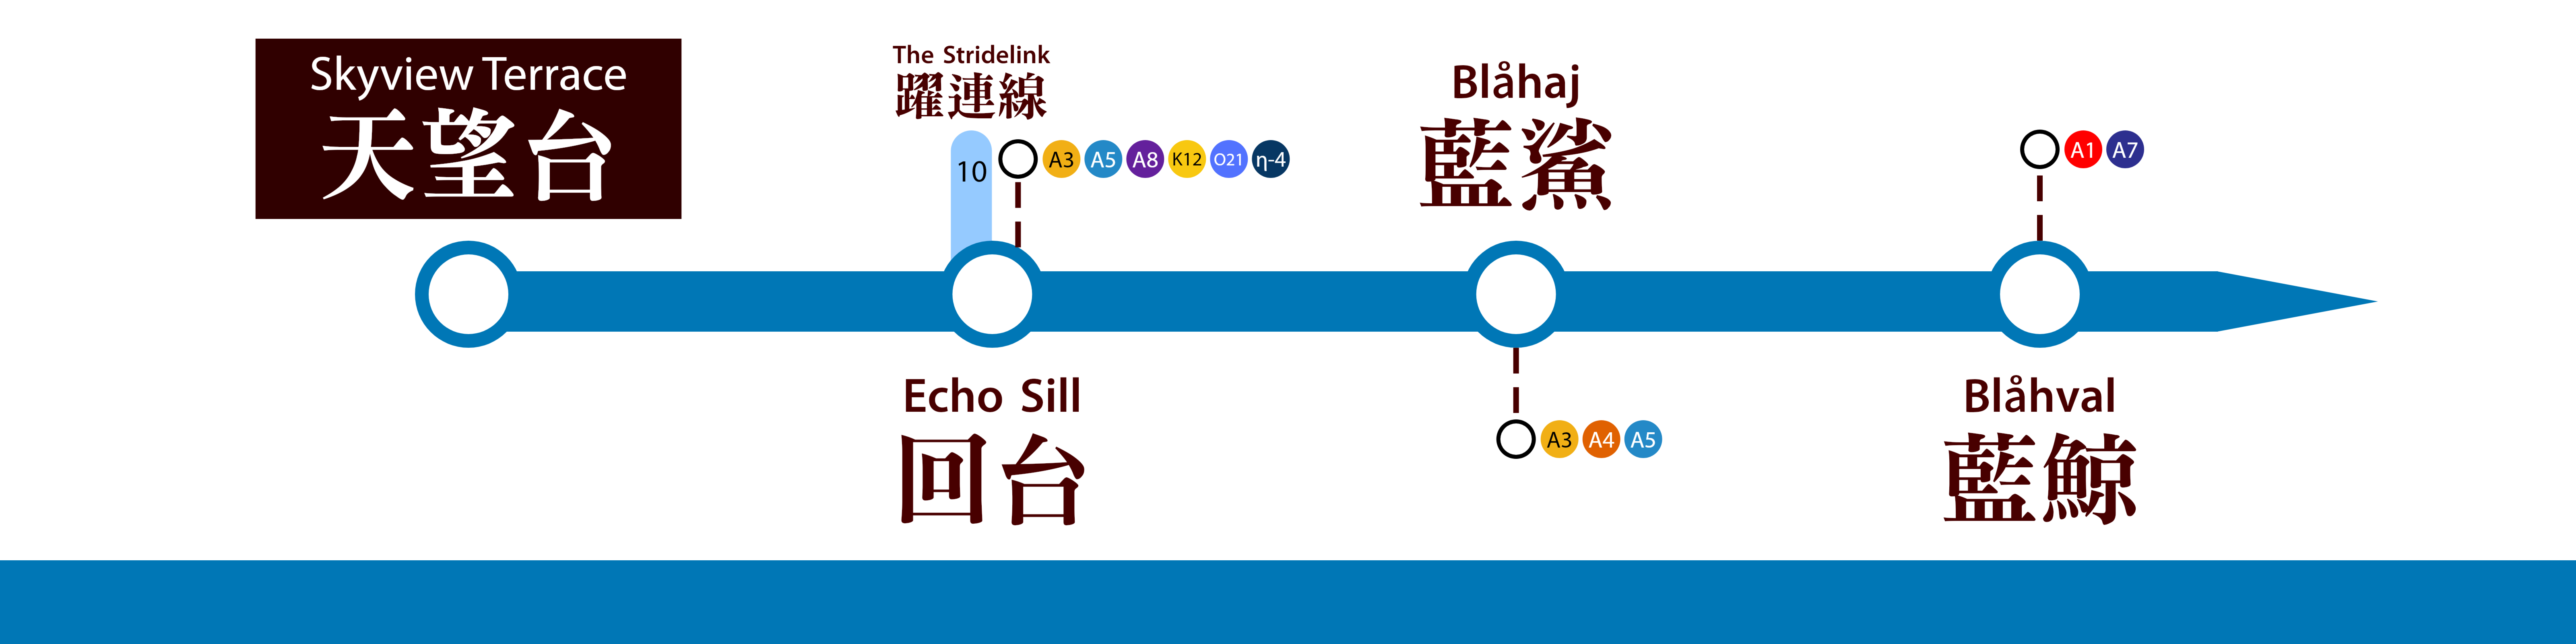 Skyview Terrace
天望台
The Stridelink
躍連線
10
A3 A5 A8 K12 O21 η-4
Echo Sill
回台
Blåhaj
藍鯊
A3 A4 A5
A1 A7
Blåhval
藍鯨